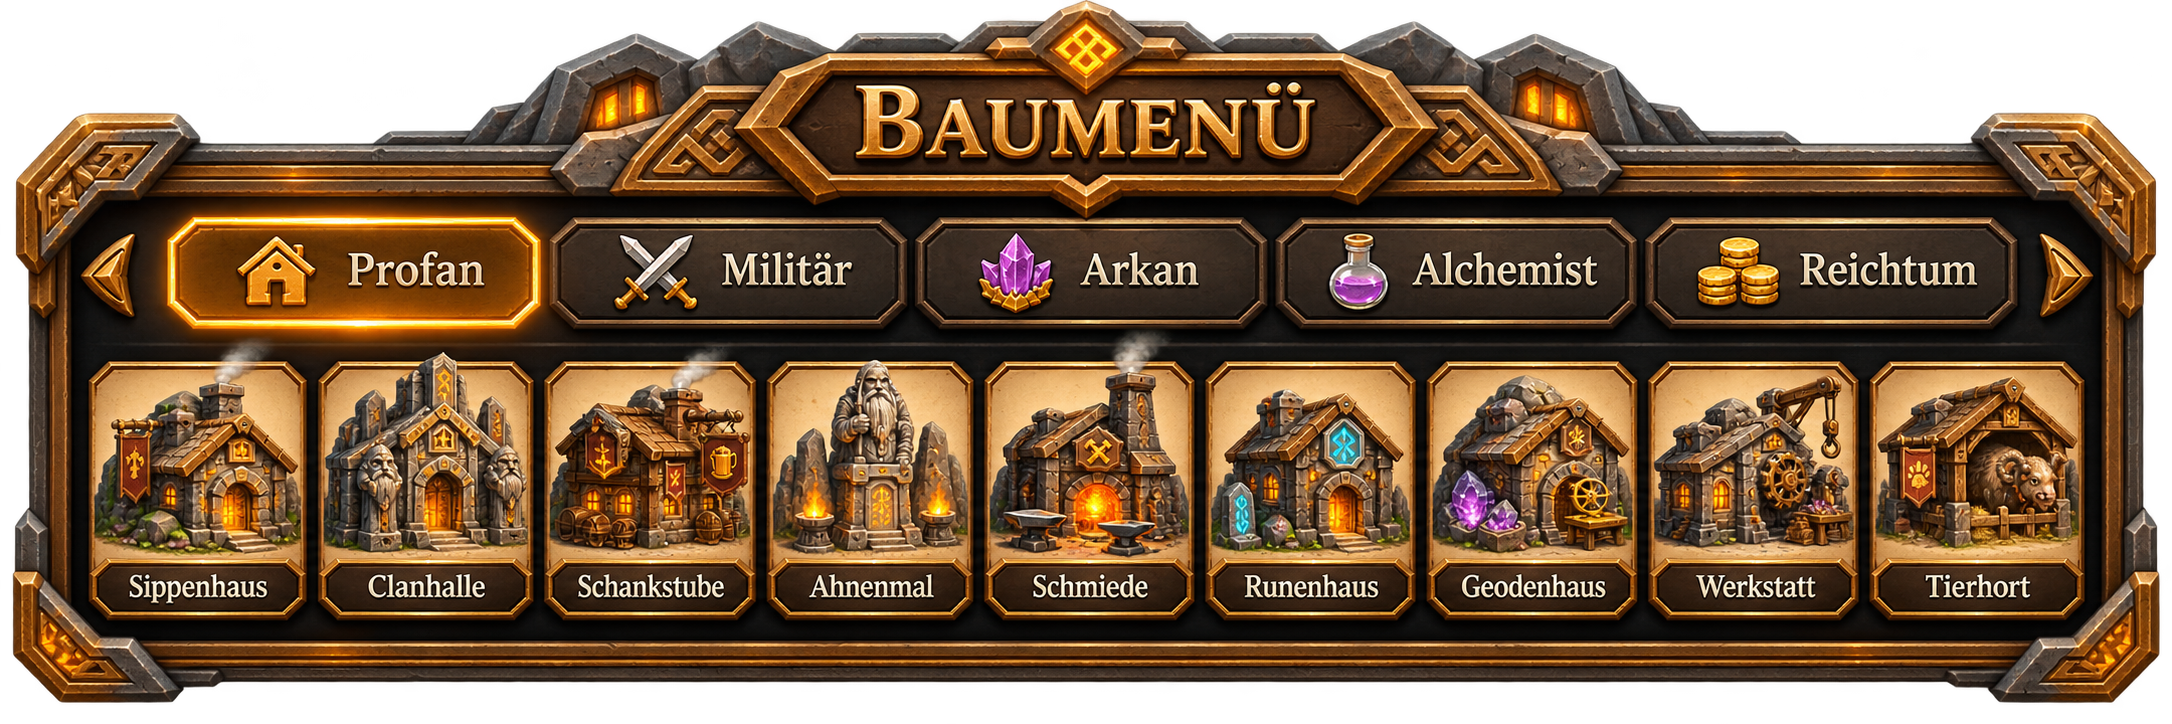 BAUMENÜ
Profan
Militär
Arkan
Alchemist
Reichtum
Sippenhaus
Clanhalle
Schankstube
Ahnenmal
Schmiede
Runenhaus
Geodenhaus
Werkstatt
Tierhort